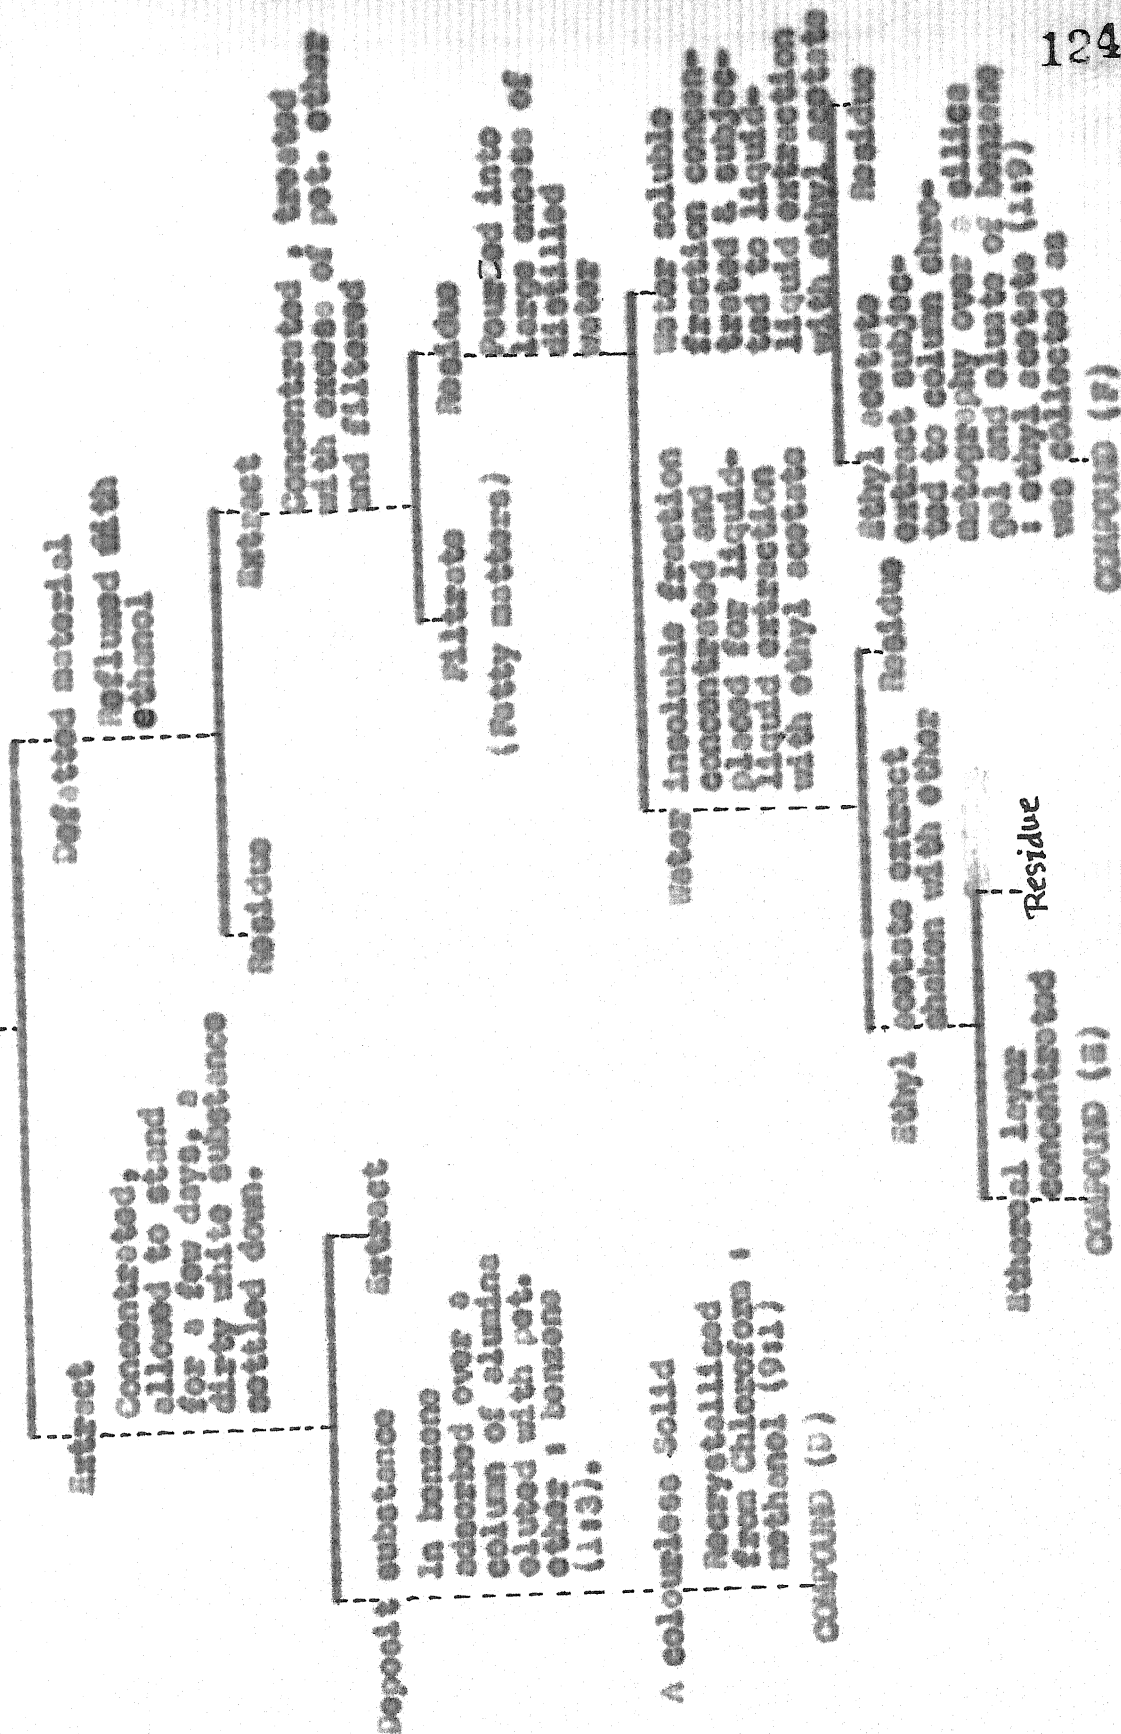 124
Defatted material
Refluxed with
ethanol
Extract
Concentrated,
allowed to stand
for a few days, a
dirty white substance
settled down.
Residue
Extract
Concentrated, treated
with excess of pet. ether
and filtered
Deposit substance
In benzene
adsorbed over a
column of alumina
eluted with pet.
ether : benzene
(1:3).
Extract
Filtrate
(Fatty matters)
Residue
Poured into
large excess of
distilled
water
A colourless Solid
Recrystallised
from Chloroform :
methanol (9:1)
COMPOUND (D)
Water insoluble fraction
concentrated and
placed for liquid-
liquid extraction
with ethyl acetate
Water soluble
fraction concen-
trated & subjec-
ted to liquid-
liquid extraction
with ethyl acetate
Ethyl acetate extract
shaken with ether
Residue
Ethyl acetate
extract subjec-
ted to column chro-
matography over a silica
gel and eluate of benzene
: ethyl acetate (1:9)
was collected as
Residue
Ethereal layer
concentrated
Residue
COMPOUND (E)
COMPOUND (F)